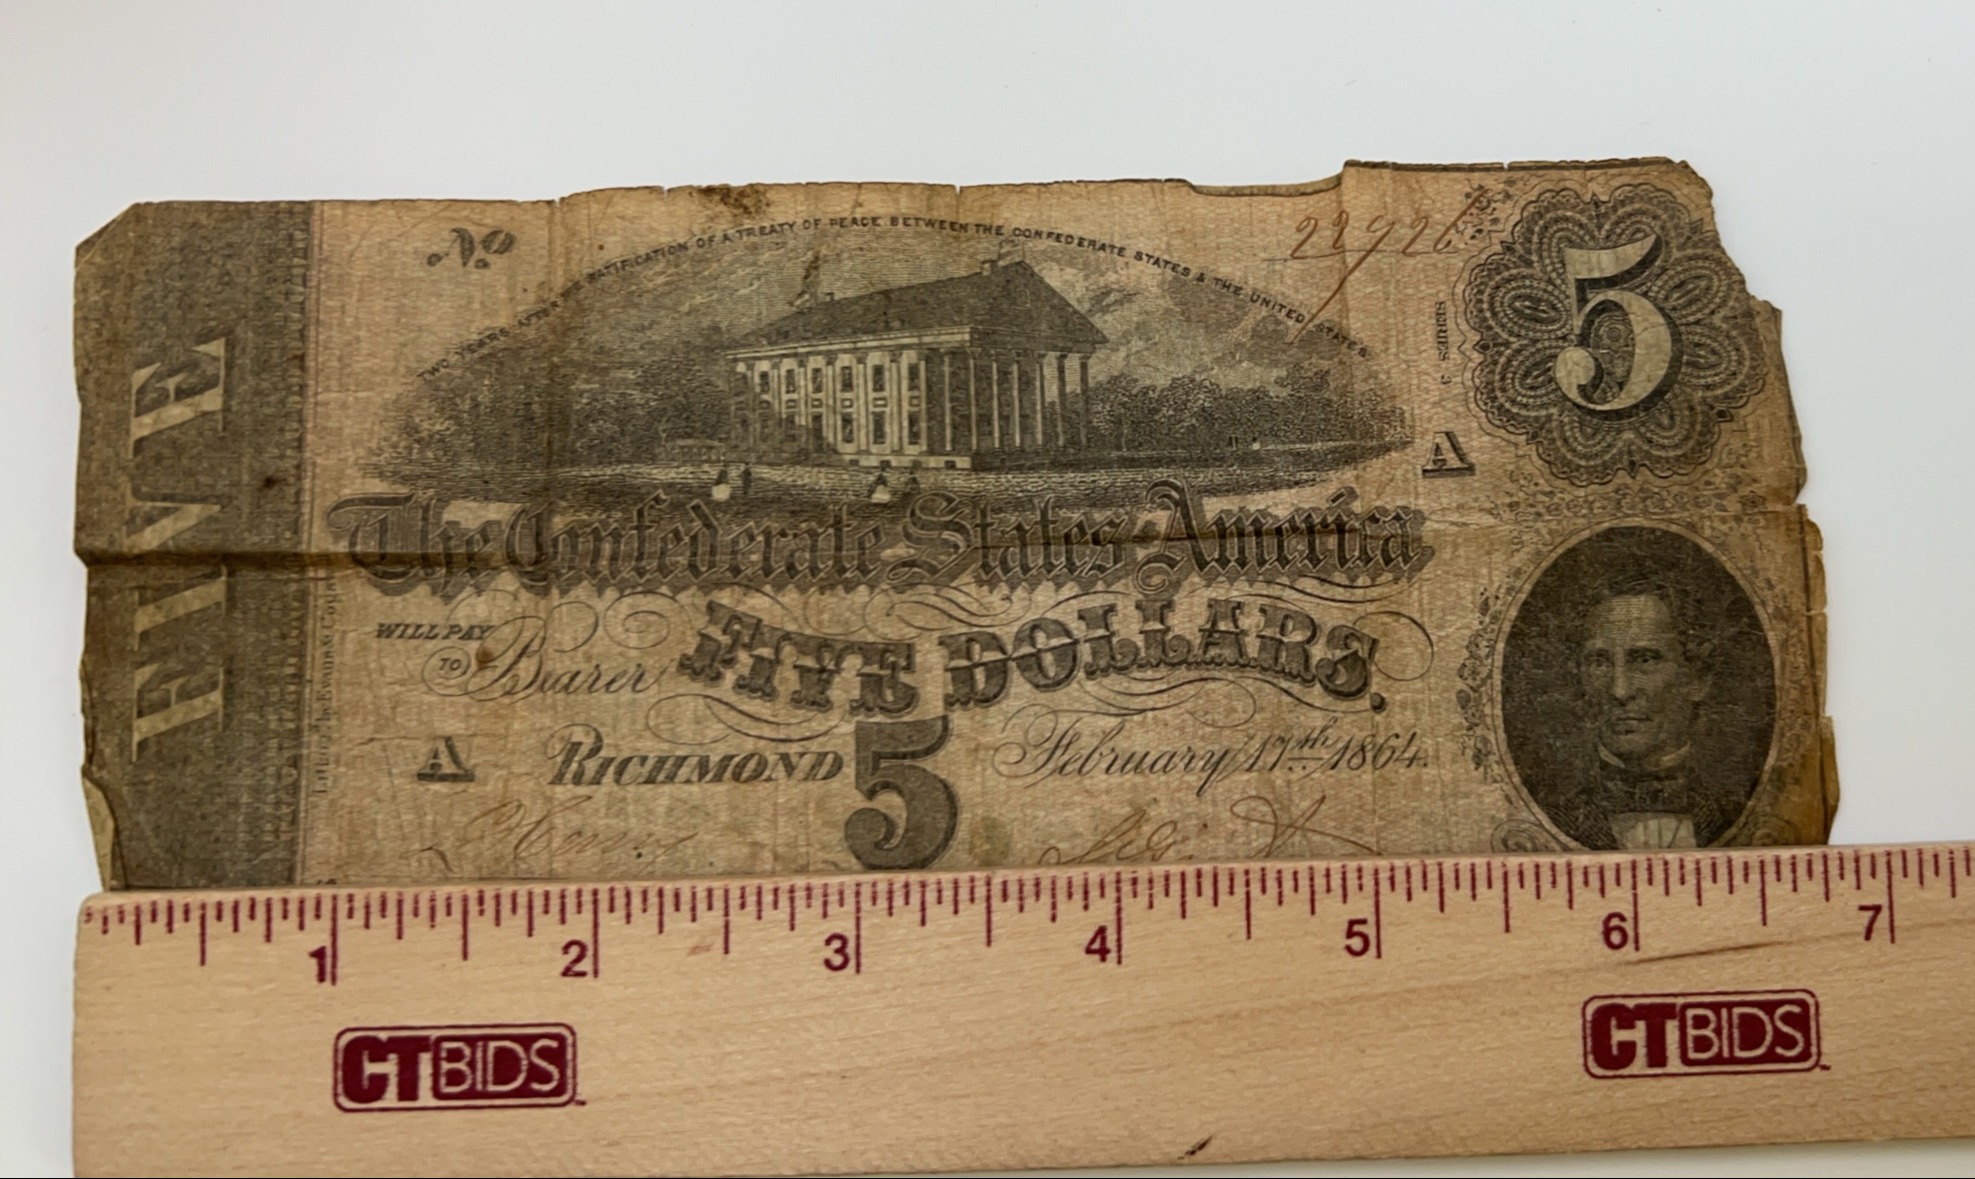 No
22926
TWO YEARS AFTER THE RATIFICATION OF A TREATY OF PEACE BETWEEN THE CONFEDERATE STATES & THE UNITED STATES
5
SERIES 3
A
FIVE
The Confederate States America
WILL PAY
TO Bearer
FIVE DOLLARS.
A RICHMOND 5 February 17th 1864.
1 2 3 4 5 6 7
CTBIDS CTBIDS